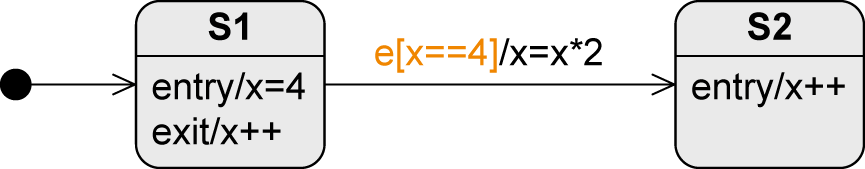 S1
entry/x=4
exit/x++
e[x==4]/x=x*2
S2
entry/x++